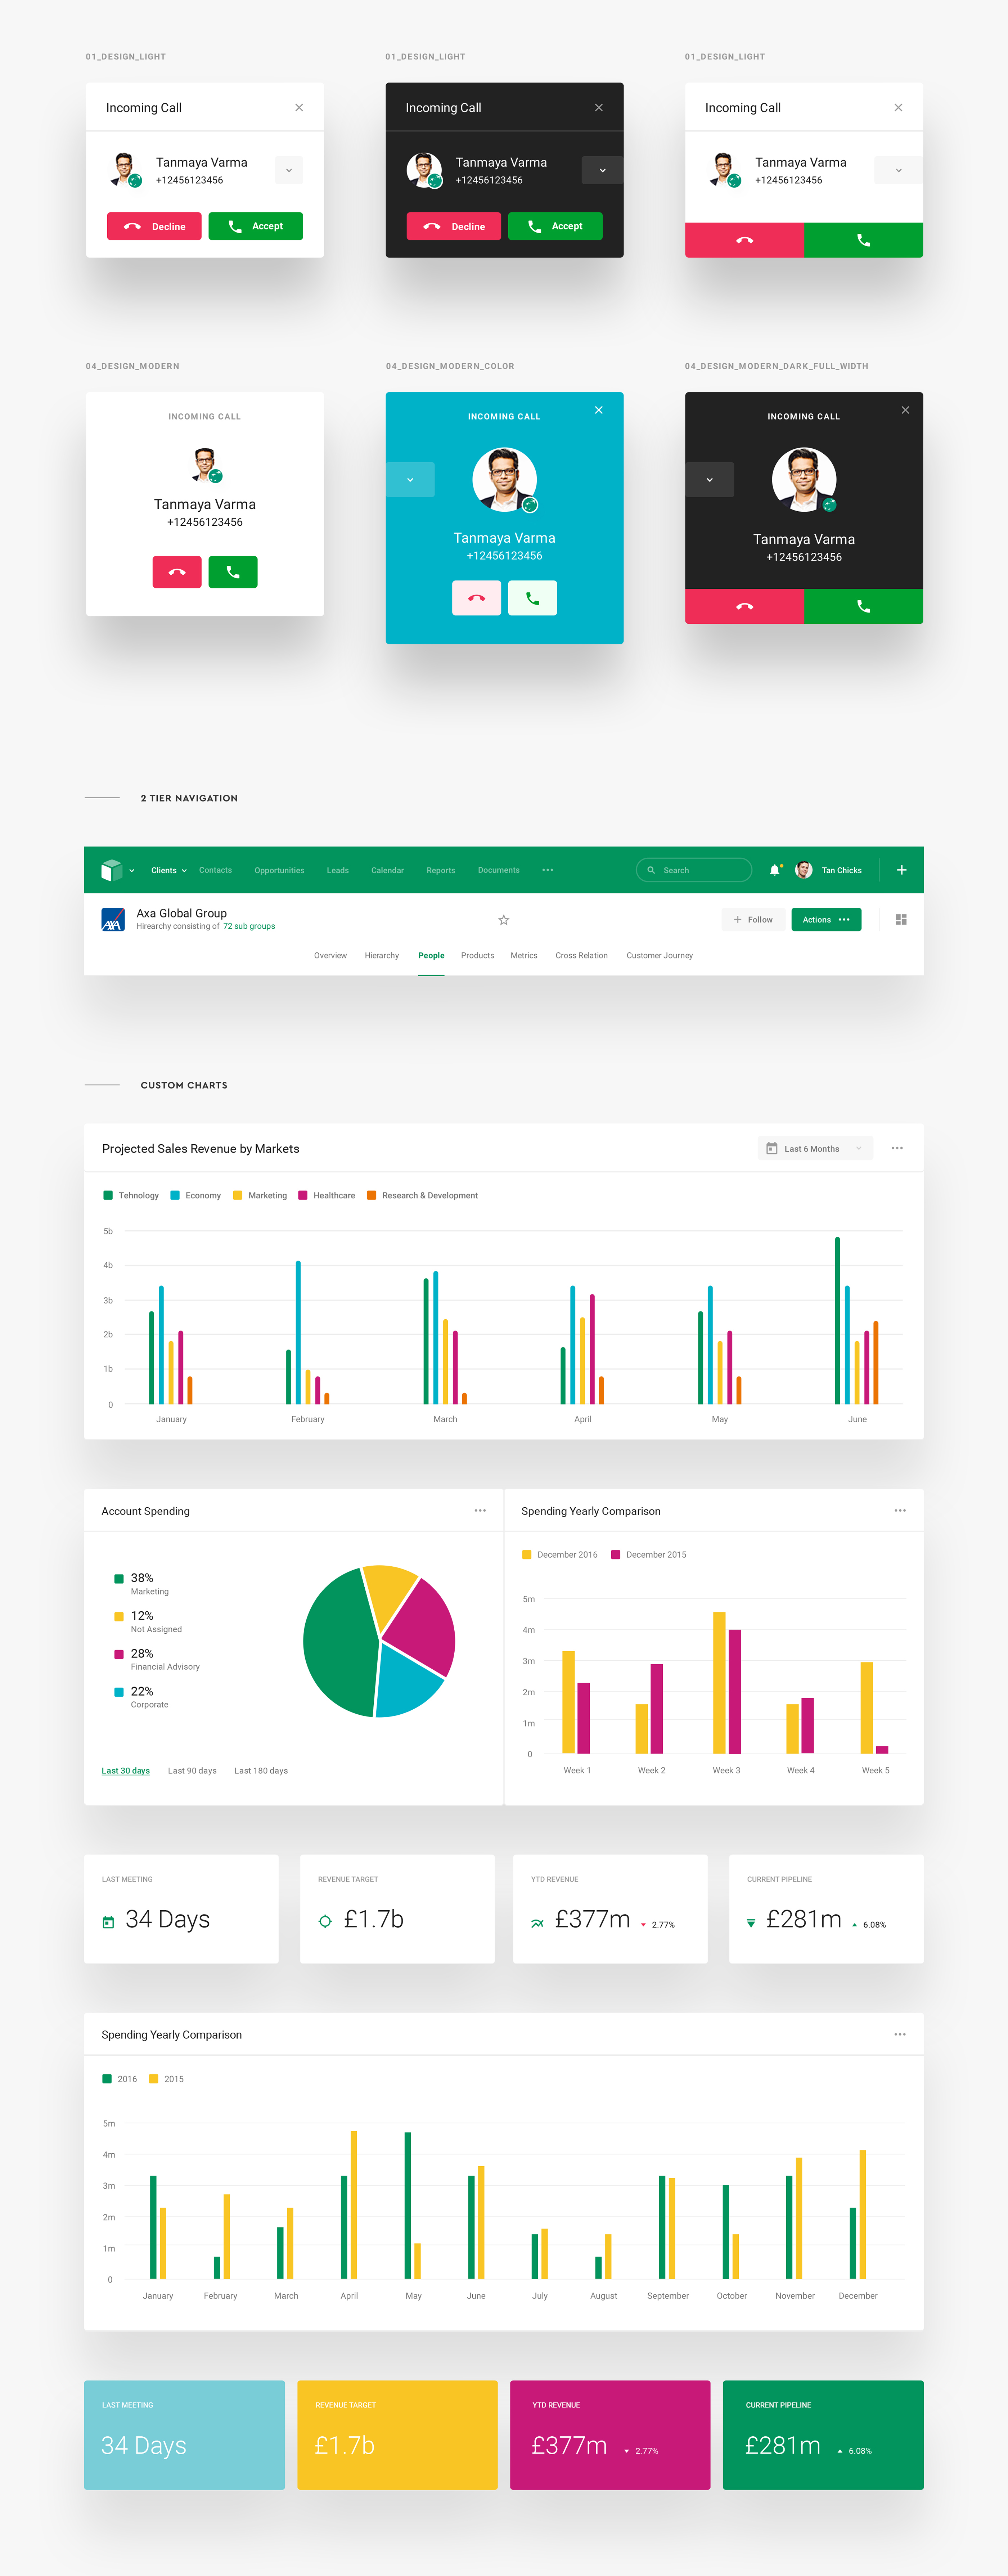 01_DESIGN_LIGHT
01_DESIGN_LIGHT
01_DESIGN_LIGHT
Incoming Call
Tanmaya Varma
+12456123456
Decline
Accept
Incoming Call
Tanmaya Varma
+12456123456
Decline
Accept
Incoming Call
Tanmaya Varma
+12456123456
04_DESIGN_MODERN
04_DESIGN_MODERN_COLOR
04_DESIGN_MODERN_DARK_FULL_WIDTH
INCOMING CALL
Tanmaya Varma
+12456123456
INCOMING CALL
Tanmaya Varma
+12456123456
INCOMING CALL
Tanmaya Varma
+12456123456
2 TIER NAVIGATION
Clients Contacts Opportunities Leads Calendar Reports Documents Search Tan Chicks
AXA
Axa Global Group
Hirearchy consisting of 72 sub groups
+ Follow
Actions
Overview Hierarchy People Products Metrics Cross Relation Customer Journey
CUSTOM CHARTS
Projected Sales Revenue by Markets
Last 6 Months
Tehnology Economy Marketing Healthcare Research & Development
5b
4b
3b
2b
1b
0
January February March April May June
Account Spending
38%
Marketing
12%
Not Assigned
28%
Financial Advisory
22%
Corporate
Last 30 days Last 90 days Last 180 days
Spending Yearly Comparison
December 2016 December 2015
5m
4m
3m
2m
1m
0
Week 1 Week 2 Week 3 Week 4 Week 5
LAST MEETING
34 Days
REVENUE TARGET
£1.7b
YTD REVENUE
£377m 2.77%
CURRENT PIPELINE
£281m 6.08%
Spending Yearly Comparison
2016 2015
5m
4m
3m
2m
1m
0
January February March April May June July August September October November December
LAST MEETING
34 Days
REVENUE TARGET
£1.7b
YTD REVENUE
£377m 2.77%
CURRENT PIPELINE
£281m 6.08%